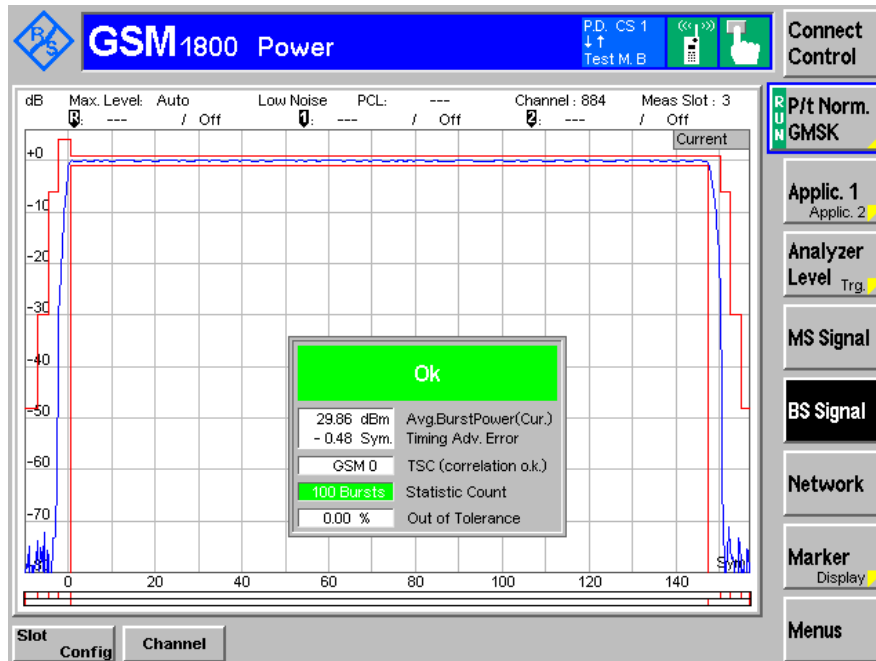 R&S
GSM 1800 Power
P.D. CS 1
Test M. B
Connect Control
dB Max. Level: Auto Low Noise PCL: --- Channel : 884 Meas Slot : 3
R: --- / Off 1: --- / Off 2: --- / Off
Current
+0
-10
-20
-30
-40
-50
-60
-70
Ok
29.86 dBm Avg.BurstPower(Cur.)
- 0.48 Sym. Timing Adv. Error
GSM 0 TSC (correlation o.k.)
100 Bursts Statistic Count
0.00 % Out of Tolerance
0 20 40 60 80 100 120 140
RUN
P/t Norm.
GMSK
Applic. 1
Applic. 2
Analyzer
Level Trg.
MS Signal
BS Signal
Network
Marker
Display
Menus
Slot
Config
Channel